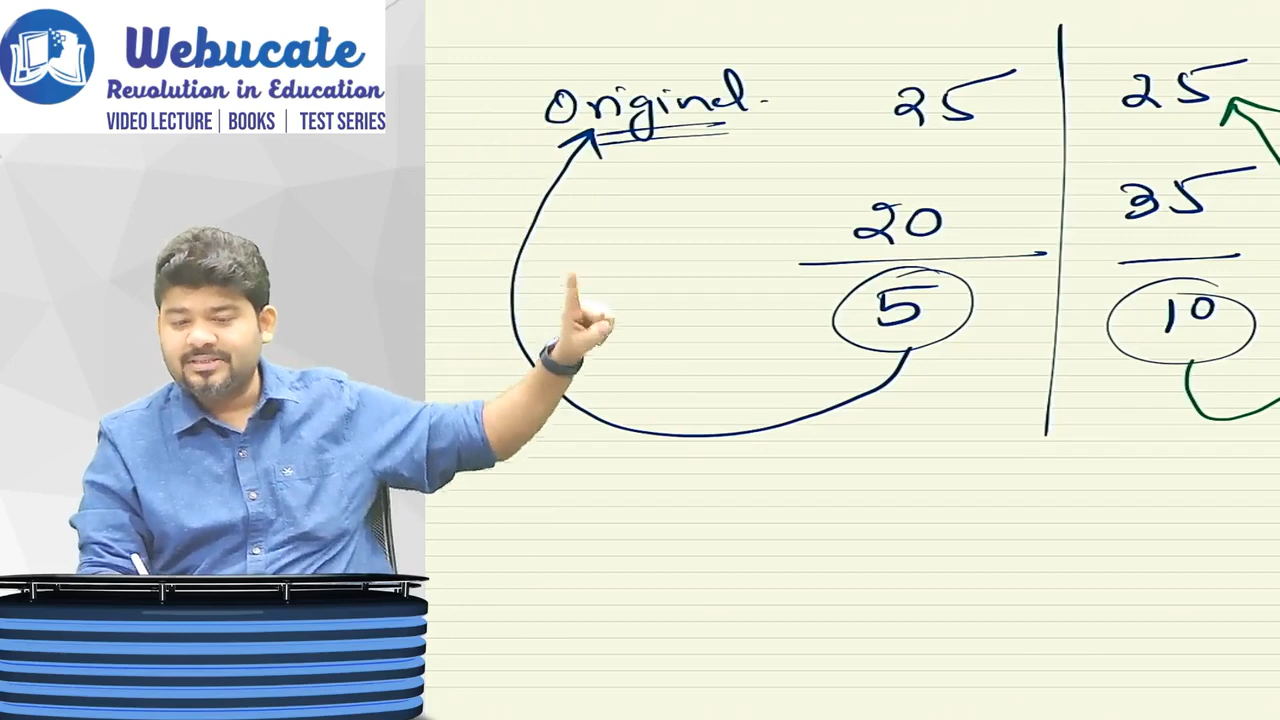 Webucate
Revolution in Education
VIDEO LECTURE | BOOKS | TEST SERIES
Original.
25
20
5
25
35
10